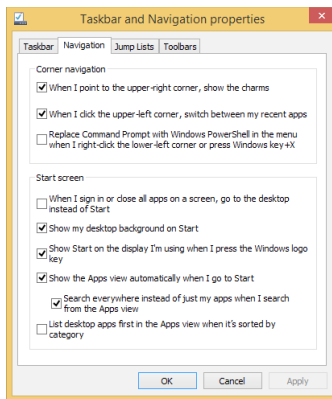 Taskbar and Navigation properties
Taskbar Navigation Jump Lists Toolbars
Corner navigation
When I point to the upper-right corner, show the charms
When I click the upper-left corner, switch between my recent apps
Replace Command Prompt with Windows PowerShell in the menu
when I right-click the lower-left corner or press Windows key+X
Start screen
When I sign in or close all apps on a screen, go to the desktop
instead of Start
Show my desktop background on Start
Show Start on the display I'm using when I press the Windows logo
key
Show the Apps view automatically when I go to Start
Search everywhere instead of just my apps when I search
from the Apps view
List desktop apps first in the Apps view when it's sorted by
category
OK Cancel Apply